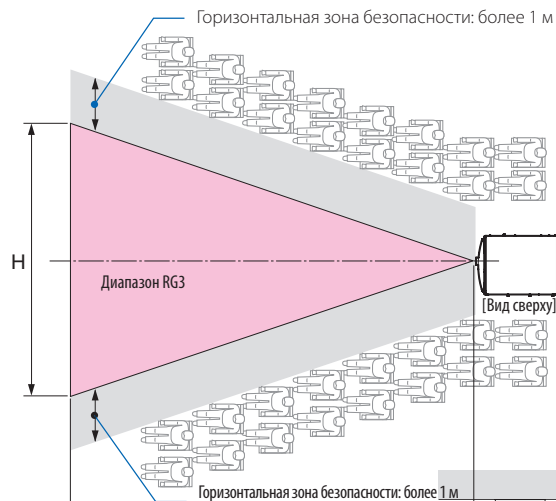 Горизонтальная зона безопасности: более 1 м
H
Диапазон RG3
[Вид сверху]
Горизонтальная зона безопасности: более 1 м